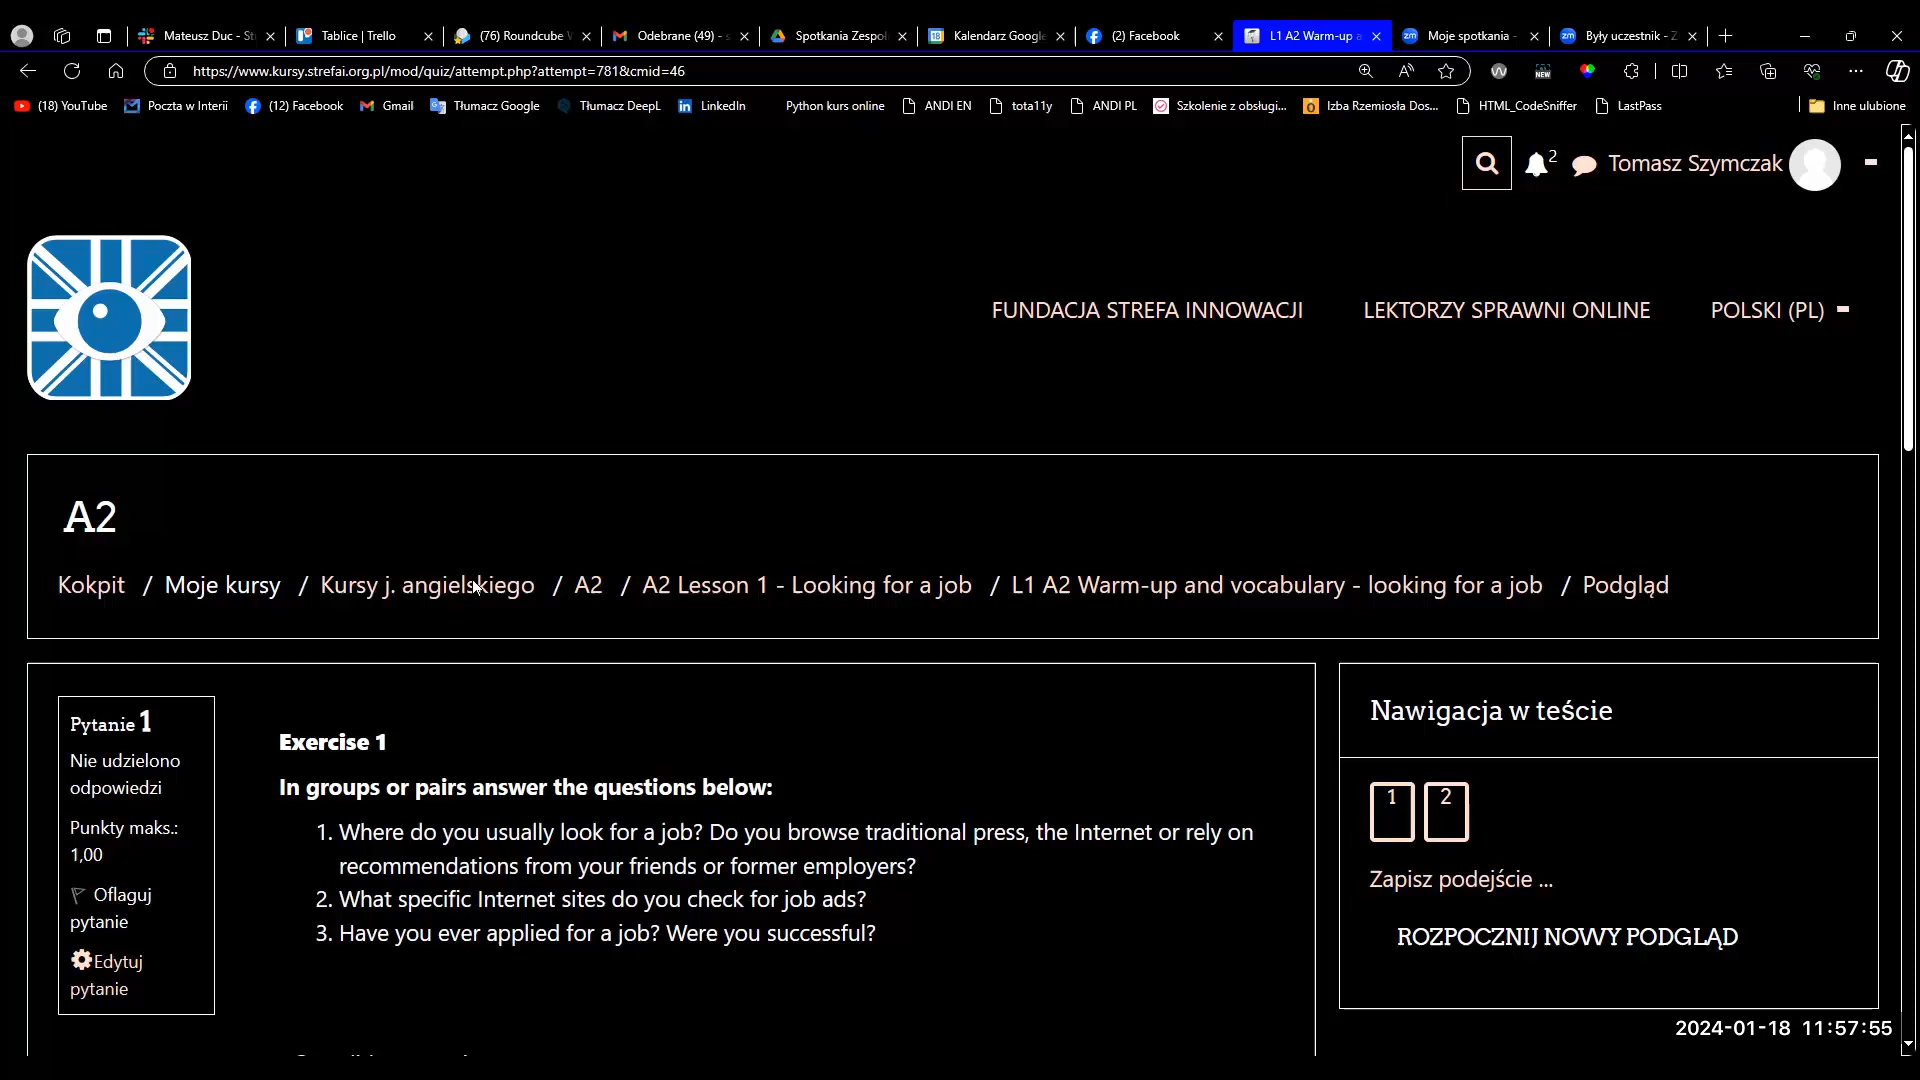 Mateusz Duc - St
Tablice | Trello
(76) Roundcube
Odebrane (49) -
Spotkania Zespo
Kalendarz Google
(2) Facebook
L1 A2 Warm-up a
Moje spotkania -
Były uczestnik - Z
https://www.kursy.strefai.org.pl/mod/quiz/attempt.php?attempt=781&cmid=46
(18) YouTube
Poczta w Interii
(12) Facebook
Gmail
Tłumacz Google
Tłumacz DeepL
LinkedIn
Python kurs online
ANDI EN
tota11y
ANDI PL
Szkolenie z obsługi...
Izba Rzemiosła Dos...
HTML_CodeSniffer
LastPass
Inne ulubione
2
Tomasz Szymczak
FUNDACJA STREFA INNOWACJI
LEKTORZY SPRAWNI ONLINE
POLSKI (PL)
A2
Kokpit / Moje kursy / Kursy j. angielskiego / A2 / A2 Lesson 1 - Looking for a job / L1 A2 Warm-up and vocabulary - looking for a job / Podgląd
Pytanie 1
Nie udzielono
odpowiedzi
Punkty maks.:
1,00
Oflaguj
pytanie
Edytuj
pytanie
Exercise 1
In groups or pairs answer the questions below:
1. Where do you usually look for a job? Do you browse traditional press, the Internet or rely on
recommendations from your friends or former employers?
2. What specific Internet sites do you check for job ads?
3. Have you ever applied for a job? Were you successful?
Nawigacja w teście
1 2
Zapisz podejście ...
ROZPOCZNIJ NOWY PODGLĄD
2024-01-18 11:57:55